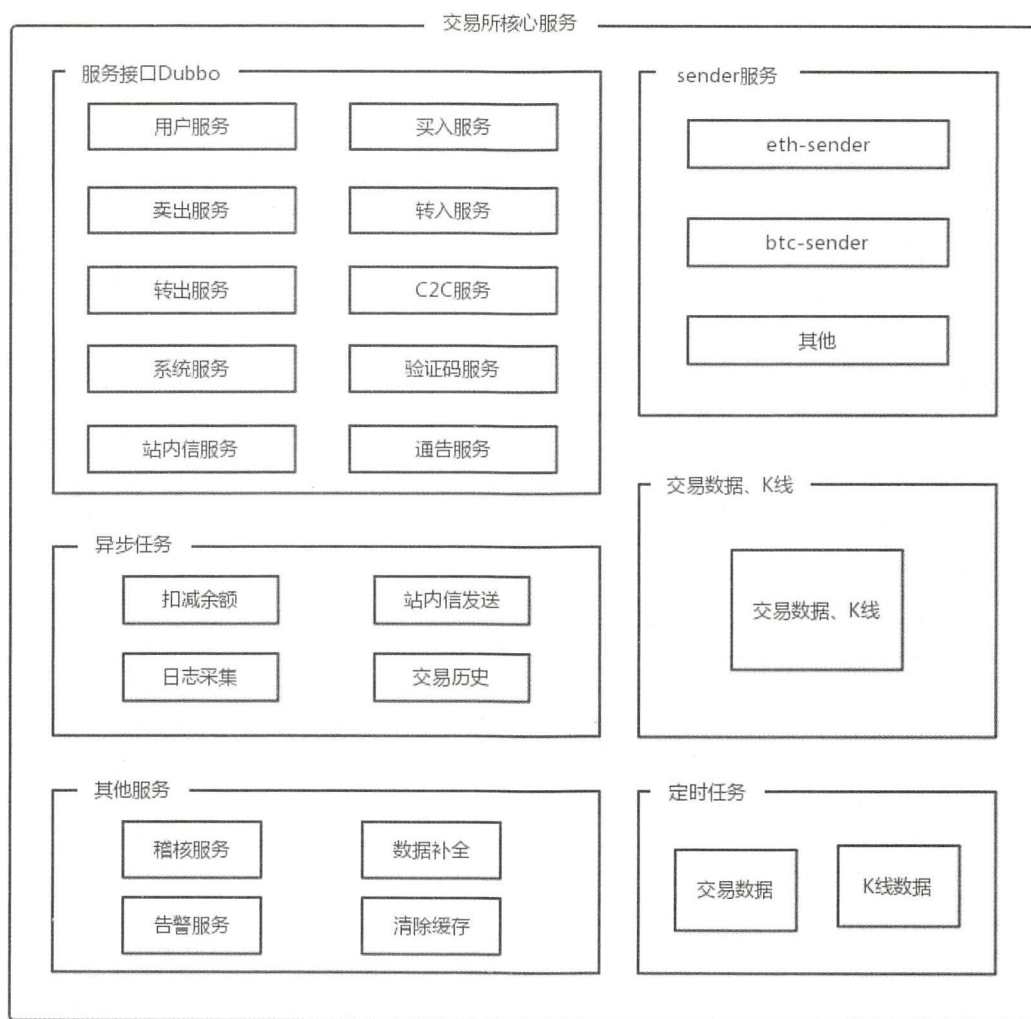 交易所核心服务
服务接口Dubbo
用户服务
买入服务
卖出服务
转入服务
转出服务
C2C服务
系统服务
验证码服务
站内信服务
通告服务
sender服务
eth-sender
btc-sender
其他
异步任务
扣减余额
站内信发送
日志采集
交易历史
交易数据、K线
交易数据、K线
其他服务
稽核服务
数据补全
告警服务
清除缓存
定时任务
交易数据
K线数据